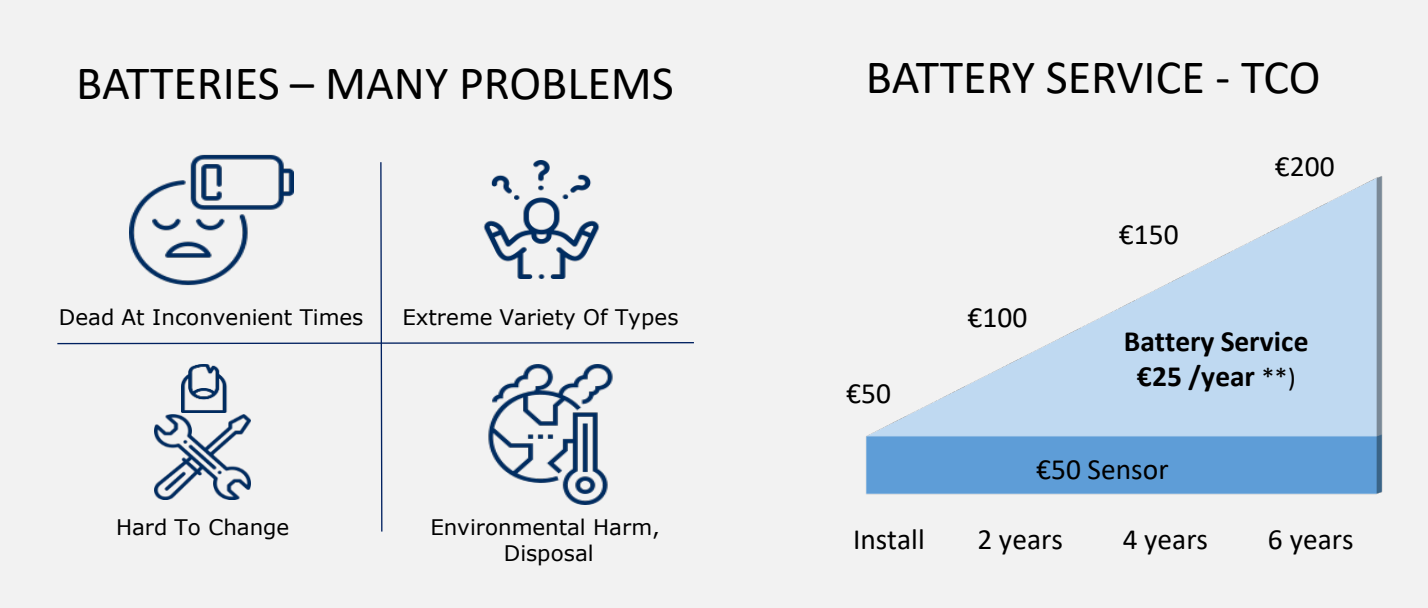 BATTERIES – MANY PROBLEMS
Dead At Inconvenient Times
Extreme Variety Of Types
Hard To Change
Environmental Harm,
Disposal
BATTERY SERVICE - TCO
€200
€150
€100
€50
Battery Service
€25 /year **)
€50 Sensor
Install 2 years 4 years 6 years